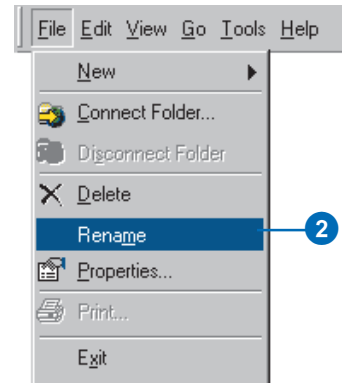 File Edit View Go Tools Help
New
Connect Folder...
Disconnect Folder
Delete
Rename
2
Properties...
Print...
Exit